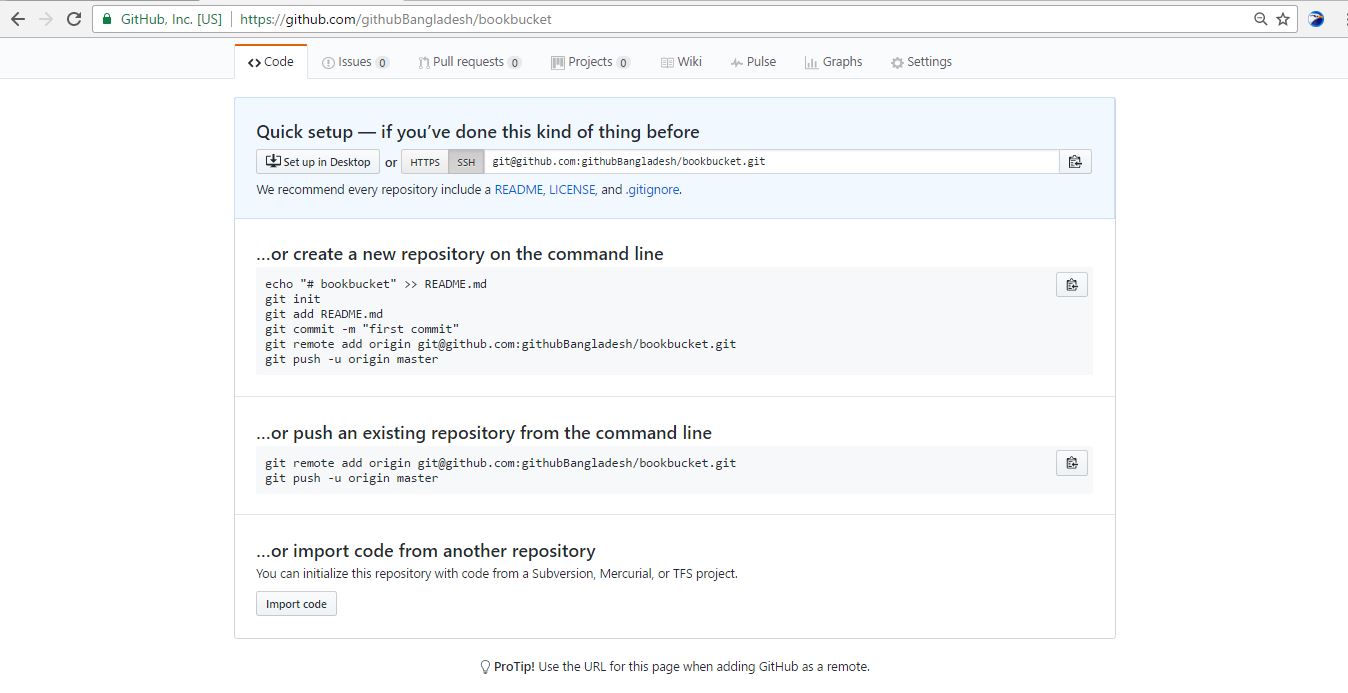 GitHub, Inc. [US] | https://github.com/githubBangladesh/bookbucket
Code Issues 0 Pull requests 0 Projects 0 Wiki Pulse Graphs Settings
Quick setup — if you’ve done this kind of thing before
Set up in Desktop or HTTPS SSH git@github.com:githubBangladesh/bookbucket.git
We recommend every repository include a README, LICENSE, and .gitignore.
…or create a new repository on the command line
echo "# bookbucket" >> README.md
git init
git add README.md
git commit -m "first commit"
git remote add origin git@github.com:githubBangladesh/bookbucket.git
git push -u origin master
…or push an existing repository from the command line
git remote add origin git@github.com:githubBangladesh/bookbucket.git
git push -u origin master
…or import code from another repository
You can initialize this repository with code from a Subversion, Mercurial, or TFS project.
Import code
ProTip! Use the URL for this page when adding GitHub as a remote.